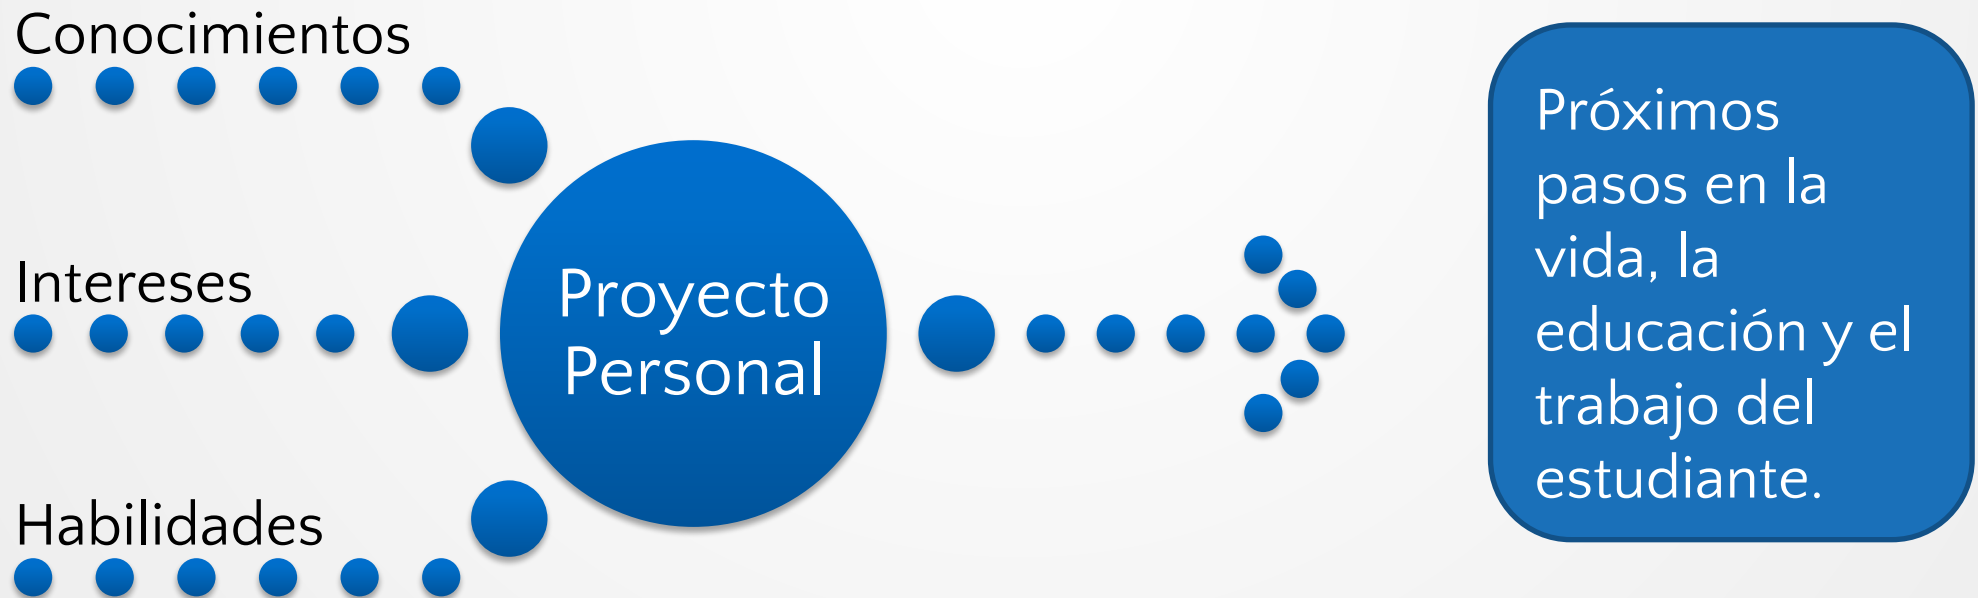 Conocimientos
Intereses
Habilidades
Proyecto
Personal
Próximos
pasos en la
vida, la
educación y el
trabajo del
estudiante.